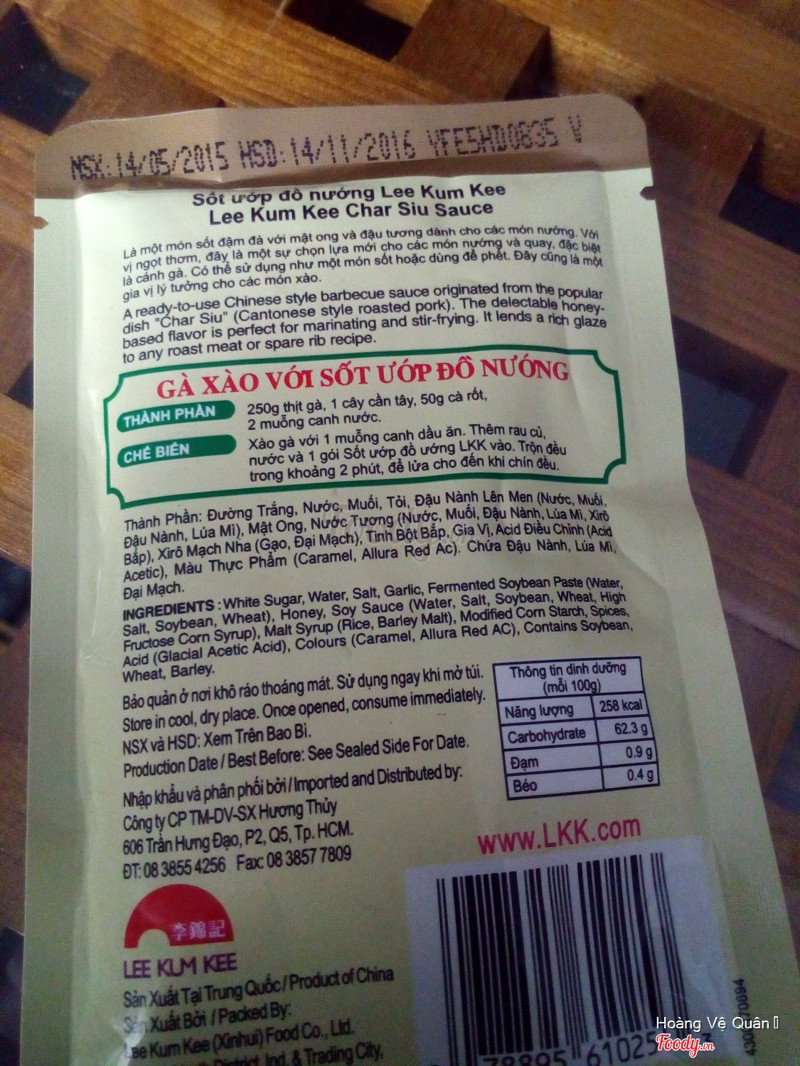 NSX: 14/05/2015 HSD: 14/11/2016 YFE5HD0835 V
Sốt ướp đồ nướng Lee Kum Kee
Lee Kum Kee Char Siu Sauce
Là một món sốt đậm đà với mật ong và đậu tương dành cho các món nướng. Với
vị ngọt thơm, đây là một sự chọn lựa mới cho các món nướng và quay, đặc biệt
là cánh gà. Có thể sử dụng như một món sốt hoặc dùng để phết. Đây cũng là một
gia vị lý tưởng cho các món xào.
A ready-to-use Chinese style barbecue sauce originated from the popular
dish "Char Siu" (Cantonese style roasted pork). The delectable honey-
based flavor is perfect for marinating and stir-frying. It lends a rich glaze
to any roast meat or spare rib recipe.
GÀ XÀO VỚI SỐT ƯỚP ĐỒ NƯỚNG
THÀNH PHẦN 250g thịt gà, 1 cây cần tây, 50g cà rốt,
2 muỗng canh nước.
CHẾ BIẾN Xào gà với 1 muỗng canh dầu ăn. Thêm rau củ,
nước và 1 gói Sốt ướp đồ ướng LKK vào. Trộn đều
trong khoảng 2 phút, để lửa cho đến khi chín đều.
Thành Phần: Đường Trắng, Nước, Muối, Tỏi, Đậu Nành Lên Men (Nước, Muối,
Đậu Nành, Lúa Mì), Mật Ong, Nước Tương (Nước, Muối, Đậu Nành, Lúa Mì, Xirô
Bắp), Xirô Mạch Nha (Gạo, Đại Mạch), Tinh Bột Bắp, Gia Vị, Acid Điều Chỉnh (Acid
Acetic), Màu Thực Phẩm (Caramel, Allura Red Ac). Chứa Đậu Nành, Lúa Mì,
Đại Mạch.
INGREDIENTS : White Sugar, Water, Salt, Garlic, Fermented Soybean Paste (Water,
Salt, Soybean, Wheat), Honey, Soy Sauce (Water, Salt, Soybean, Wheat, High
Fructose Corn Syrup), Malt Syrup (Rice, Barley Malt), Modified Corn Starch, Spices,
Acid (Glacial Acetic Acid), Colours (Caramel, Allura Red AC), Contains Soybean,
Wheat, Barley.
Bảo quản ở nơi khô ráo thoáng mát. Sử dụng ngay khi mở túi.
Store in cool, dry place. Once opened, consume immediately.
NSX và HSD: Xem Trên Bao Bì.
Production Date / Best Before: See Sealed Side For Date.
Nhập khẩu và phân phối bởi / Imported and Distributed by:
Công ty CP TM-DV-SX Hương Thủy
606 Trần Hưng Đạo, P2, Q5, Tp. HCM.
ĐT: 08 3855 4256 Fax: 08 3857 7809
Thông tin dinh dưỡng
(mỗi 100g)
Năng lượng 258 kcal
Carbohydrate 62.3 g
Đạm 0.9 g
Béo 0.4 g
www.LKK.com
李錦記
LEE KUM KEE
Sản Xuất Tại Trung Quốc / Product of China
Sản Xuất Bởi / Packed By:
Lee Kum Kee (Xinhui) Food Co., Ltd.
District, Ind. & Trading City,
78895 61025
Hoàng Vệ Quân
Foody.vn